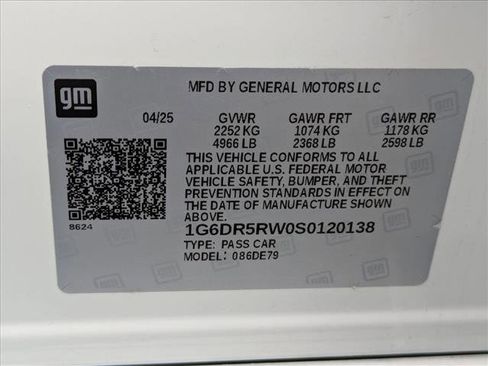 gm
MFD BY GENERAL MOTORS LLC
04/25 GVWR GAWR FRT GAWR RR
2252 KG 1074 KG 1178 KG
4966 LB 2368 LB 2598 LB
THIS VEHICLE CONFORMS TO ALL
APPLICABLE U.S. FEDERAL MOTOR
VEHICLE SAFETY, BUMPER, AND THEFT
PREVENTION STANDARDS IN EFFECT ON
THE DATE OF MANUFACTURE SHOWN
ABOVE.
8624
1G6DR5RW0S0120138
TYPE: PASS CAR
MODEL: 086DE79